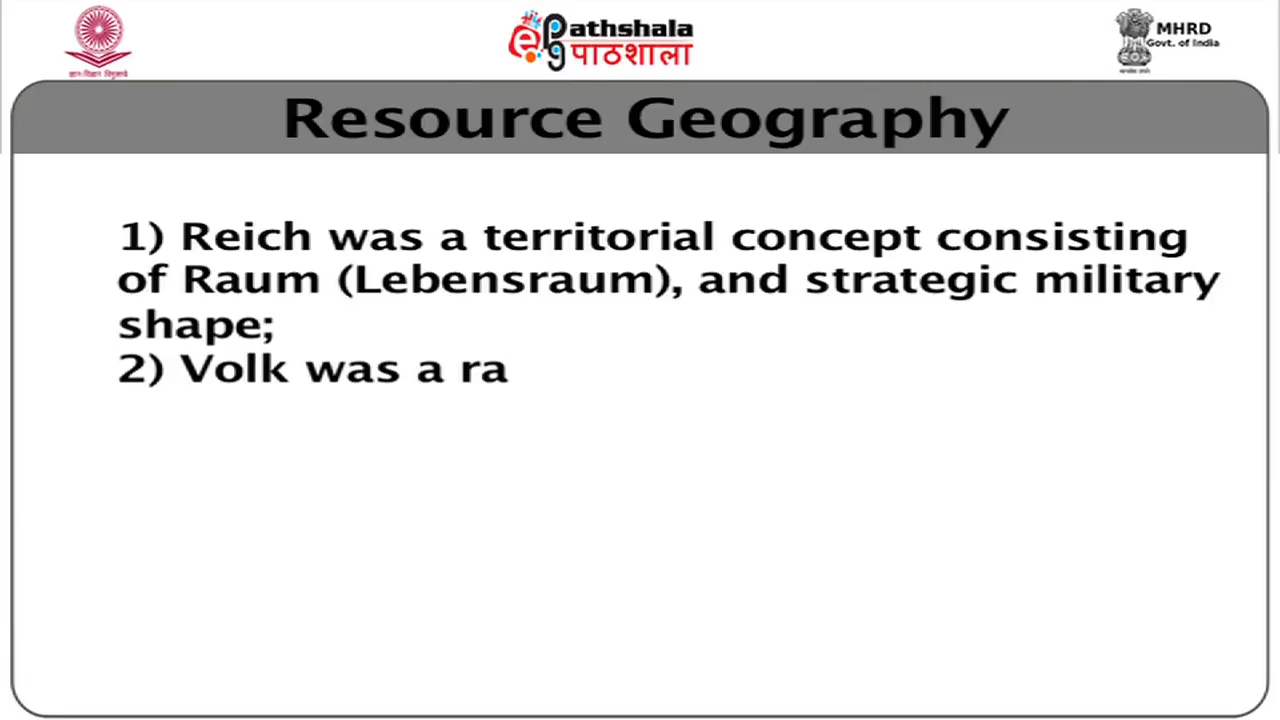 ePathshala
पाठशाला
MHRD
Govt. of India
Resource Geography
1) Reich was a territorial concept consisting
of Raum (Lebensraum), and strategic military
shape;
2) Volk was a ra